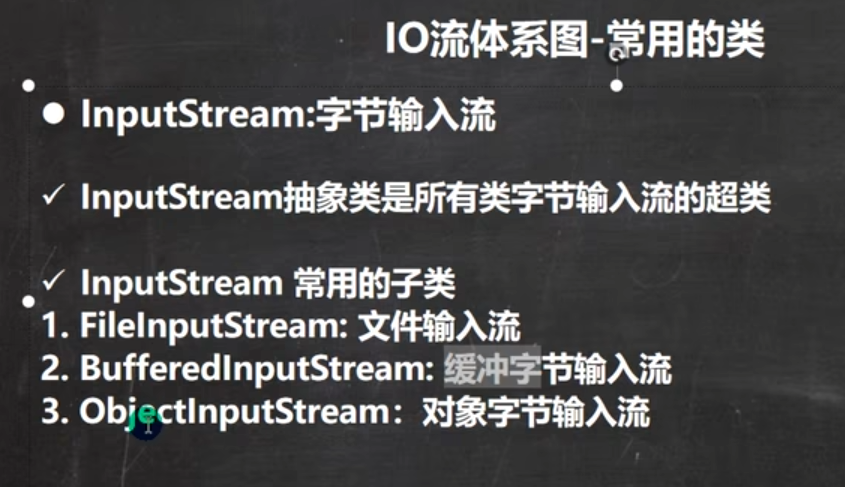 IO流体系图-常用的类
● InputStream:字节输入流
✓ InputStream抽象类是所有类字节输入流的超类
✓ InputStream 常用的子类
1. FileInputStream: 文件输入流
2. BufferedInputStream: 缓冲字节输入流
3. ObjectInputStream：对象字节输入流